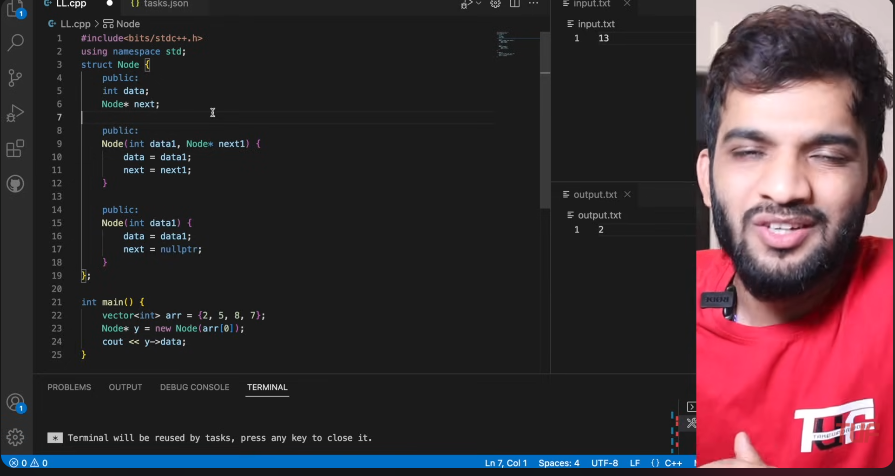 LL.cpp
tasks.json
LL.cpp > Node
1 #include<bits/stdc++.h>
2 using namespace std;
3 struct Node {
4 public:
5 int data;
6 Node* next;
7
8 public:
9 Node(int data1, Node* next1) {
10 data = data1;
11 next = next1;
12 }
13
14 public:
15 Node(int data1) {
16 data = data1;
17 next = nullptr;
18 }
19 };
20
21 int main() {
22 vector<int> arr = {2, 5, 8, 7};
23 Node* y = new Node(arr[0]);
24 cout << y->data;
25 }
input.txt
input.txt
1 13
output.txt
output.txt
1 2
PROBLEMS OUTPUT DEBUG CONSOLE TERMINAL
* Terminal will be reused by tasks, press any key to close it.
1
1
0 0
Ln 7, Col 1 Spaces: 4 UTF-8 LF {} C++
TUF